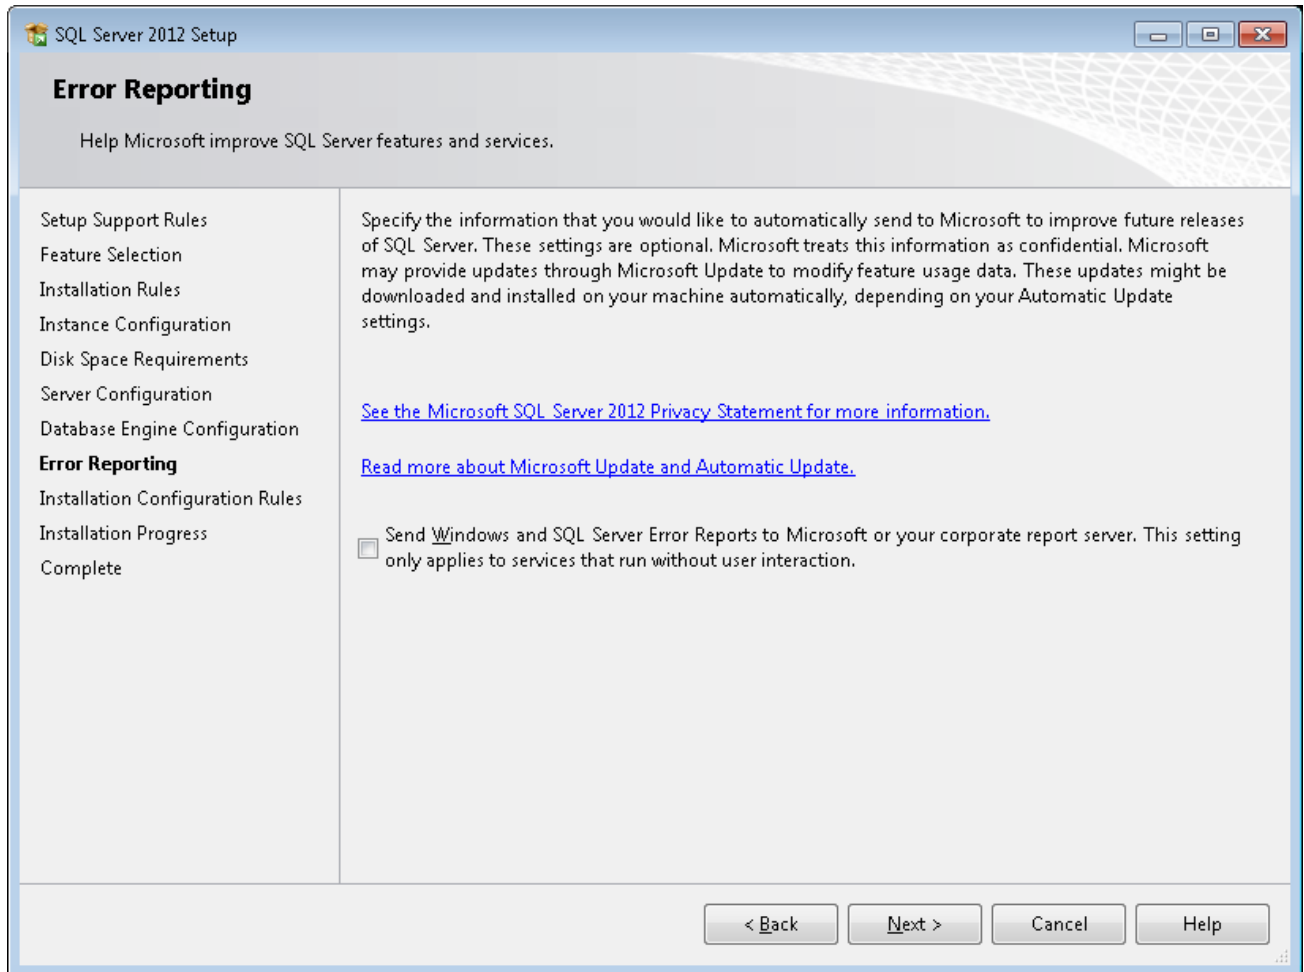 SQL Server 2012 Setup
Error Reporting
Help Microsoft improve SQL Server features and services.
Setup Support Rules
Feature Selection
Installation Rules
Instance Configuration
Disk Space Requirements
Server Configuration
Database Engine Configuration
Error Reporting
Installation Configuration Rules
Installation Progress
Complete
Specify the information that you would like to automatically send to Microsoft to improve future releases
of SQL Server. These settings are optional. Microsoft treats this information as confidential. Microsoft
may provide updates through Microsoft Update to modify feature usage data. These updates might be
downloaded and installed on your machine automatically, depending on your Automatic Update
settings.
See the Microsoft SQL Server 2012 Privacy Statement for more information.
Read more about Microsoft Update and Automatic Update.
Send Windows and SQL Server Error Reports to Microsoft or your corporate report server. This setting
only applies to services that run without user interaction.
< Back
Next >
Cancel
Help